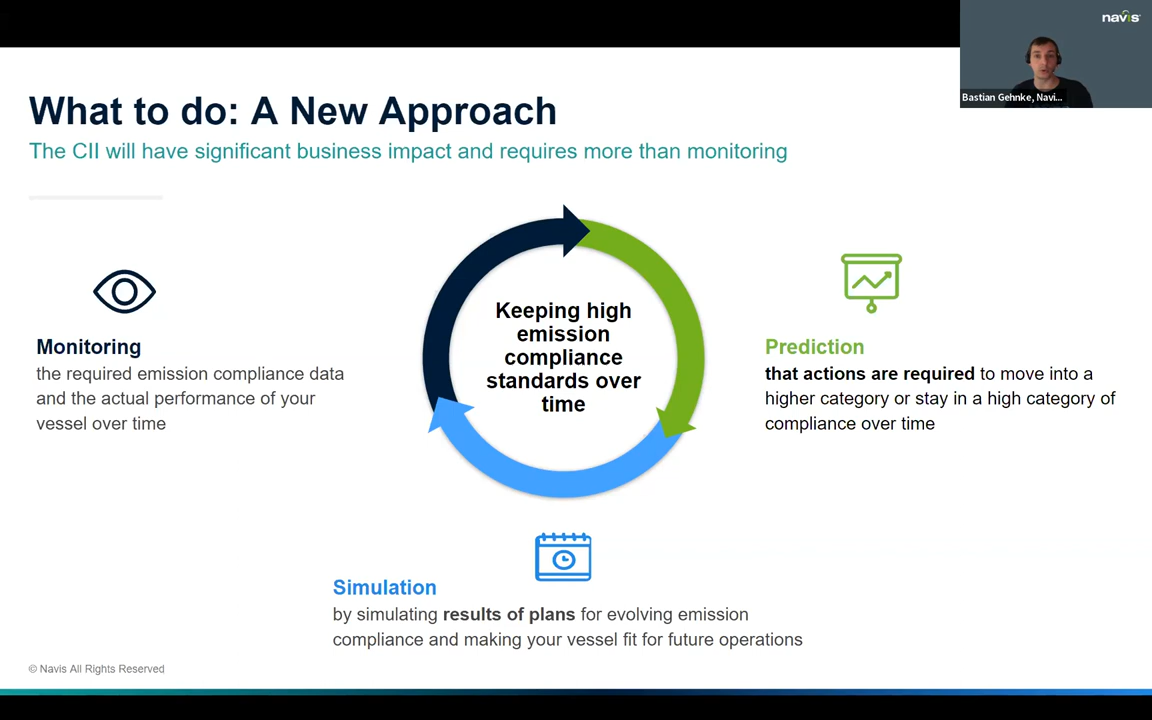 navis
Bastian Gehnke, Navi...
What to do: A New Approach
The CII will have significant business impact and requires more than monitoring
Keeping high
emission
compliance
standards over
time
Monitoring
the required emission compliance data
and the actual performance of your
vessel over time
Prediction
that actions are required to move into a
higher category or stay in a high category of
compliance over time
Simulation
by simulating results of plans for evolving emission
compliance and making your vessel fit for future operations
© Navis All Rights Reserved